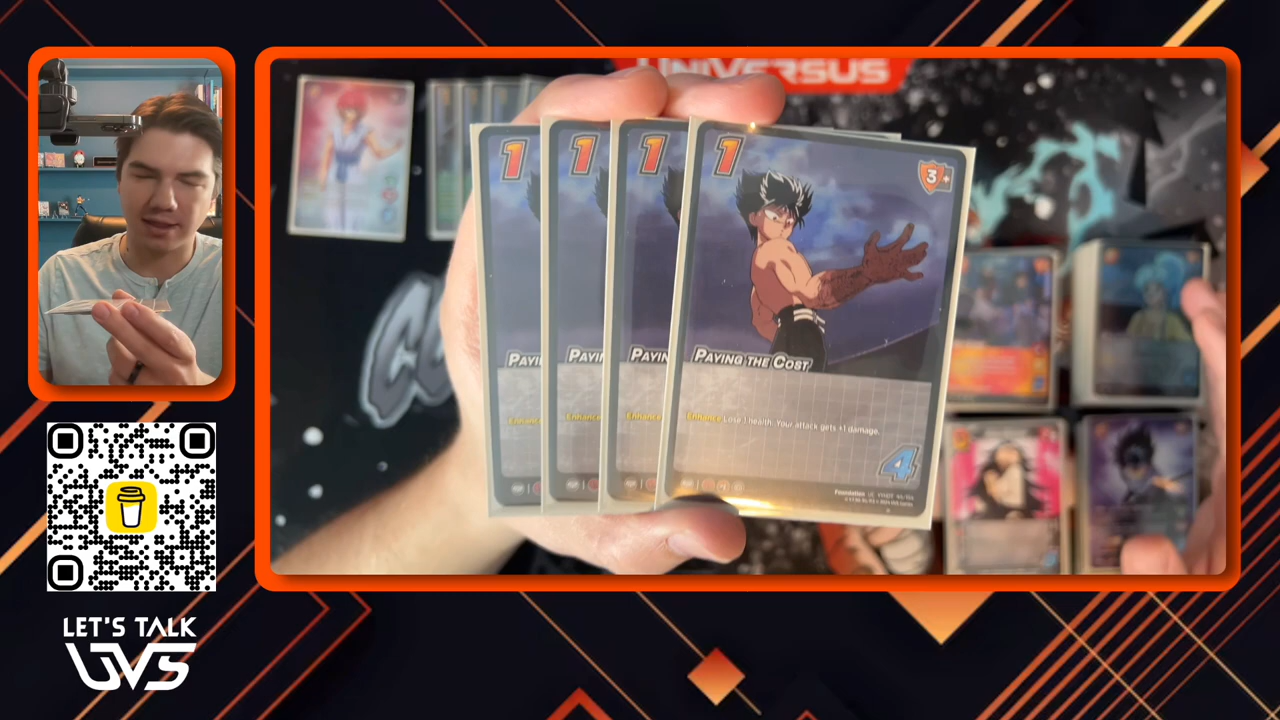 UNIVERSUS
1
1
1
1
3+
PAYIN
PAYIN
PAYIN
PAYING THE COST
Enhance
Enhance
Enhance
Enhance Lose 1 health. Your attack gets +1 damage.
4
Foundation
LET'S TALK
UVS